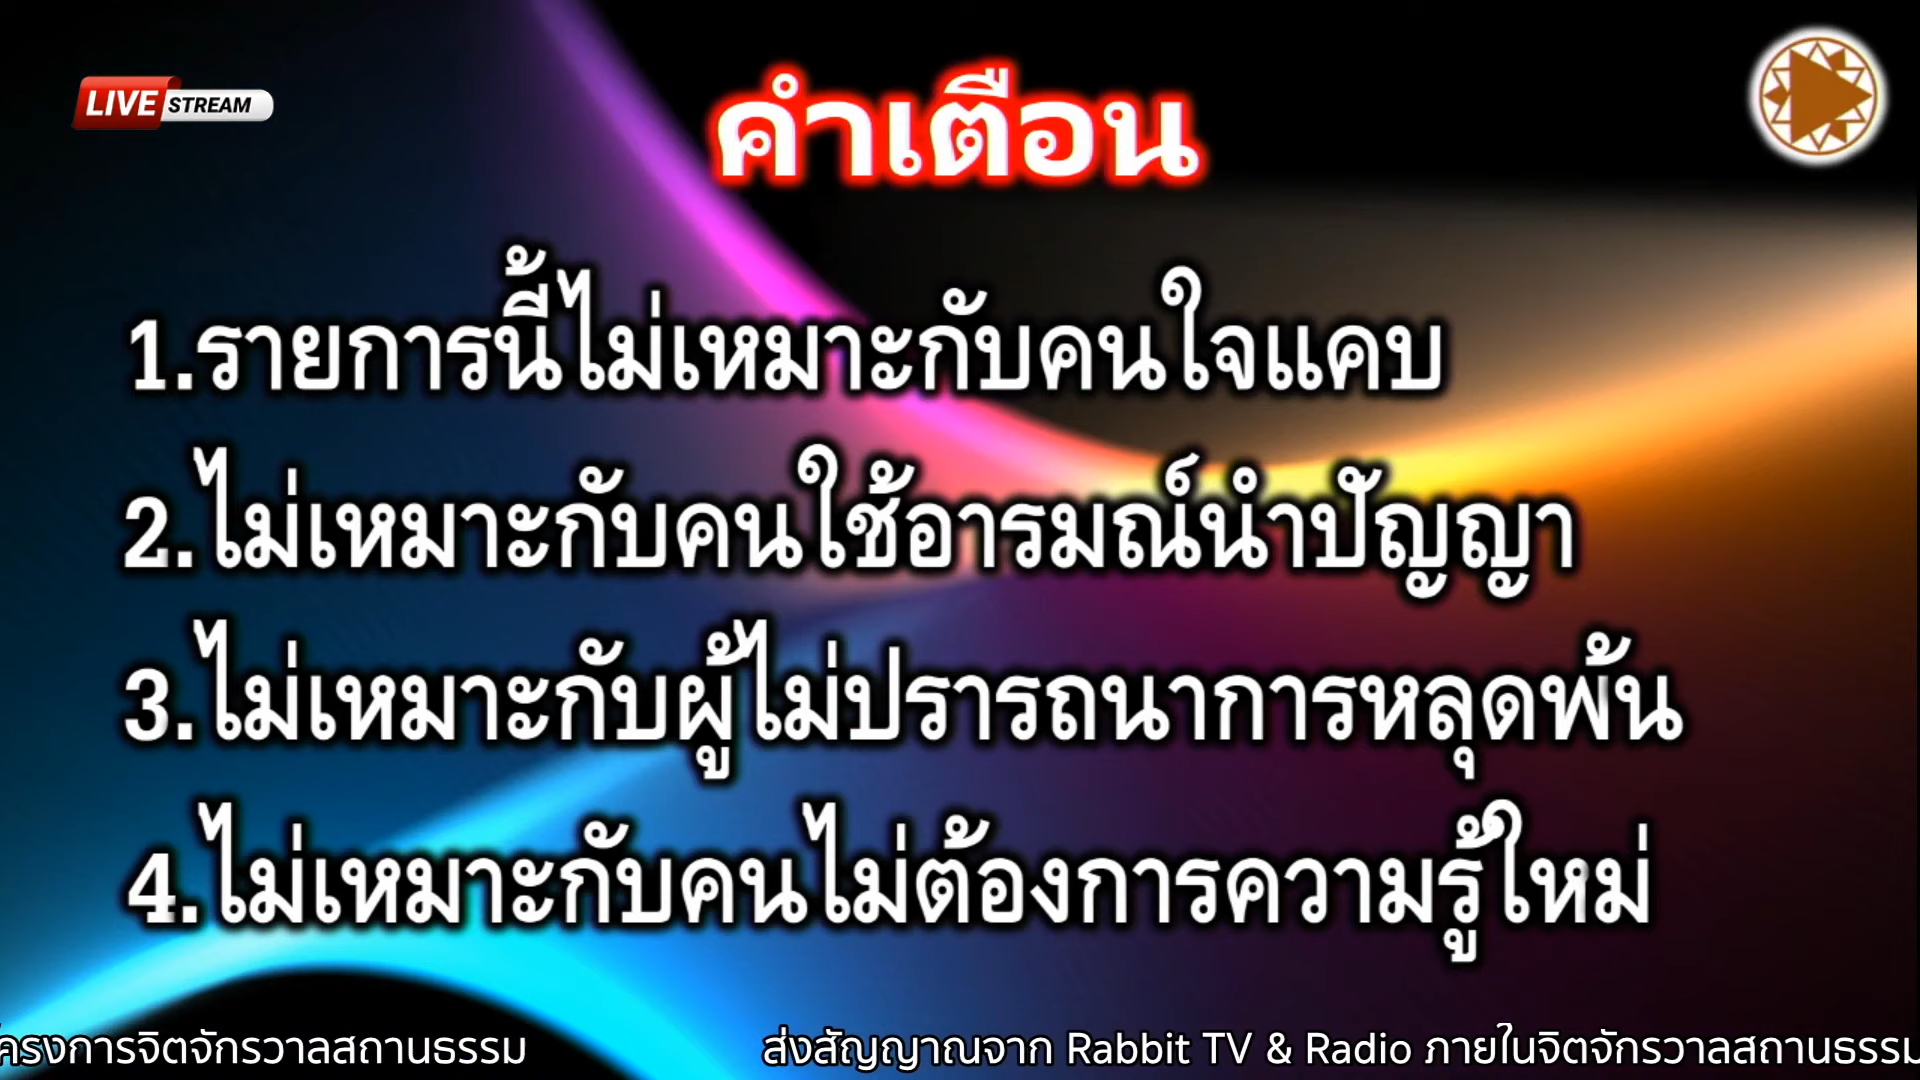 LIVE STREAM
คำเตือน
1.รายการนี้ไม่เหมาะกับคนใจแคบ
2.ไม่เหมาะกับคนใช้อารมณ์นำปัญญา
3.ไม่เหมาะกับผู้ไม่ปรารถนาการหลุดพ้น
4.ไม่เหมาะกับคนไม่ต้องการความรู้ใหม่
โครงการจิตจักรวาลสถานธรรม ส่งสัญญาณจาก Rabbit TV & Radio ภายในจิตจักรวาลสถานธรรม